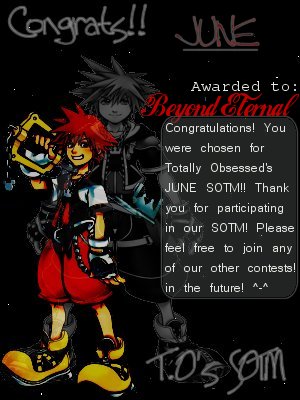 Congrats!!
JUNE
Awarded to:
Beyond Eternal
Congratulations! You
were chosen for
Totally Obsessed's
JUNE SOTM!! Thank
you for participating
in our SOTM! Please
feel free to join any
of our other contests!
in the future! ^-^
T.O's SOTM